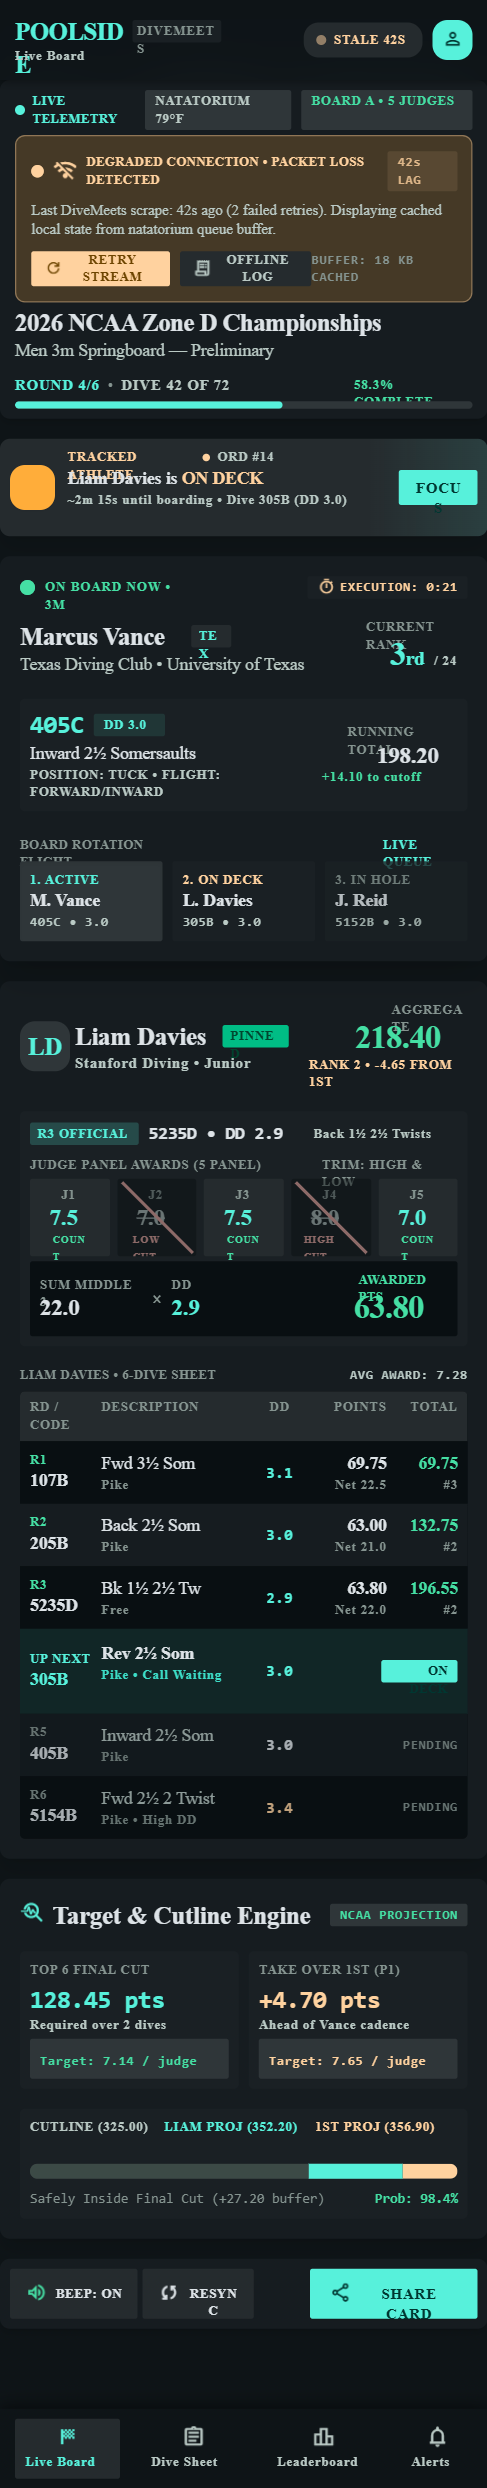 POOLSID
E
Live Board
DIVEMEET
S
STALE 42S
LIVE
TELEMETRY
NATATORIUM
79°F
BOARD A • 5 JUDGES
DEGRADED CONNECTION • PACKET LOSS
DETECTED
42s
LAG
Last DiveMeets scrape: 42s ago (2 failed retries). Displaying cached
local state from natatorium queue buffer.
RETRY
STREAM
OFFLINE
LOG
BUFFER: 18 KB
CACHED
2026 NCAA Zone D Championships
Men 3m Springboard — Preliminary
ROUND 4/6 • DIVE 42 OF 72
58.3%
COMPLETE
TRACKED
ATHLETE
ORD #14
Liam Davies is ON DECK
~2m 15s until boarding • Dive 305B (DD 3.0)
FOCU
S
ON BOARD NOW •
3M
EXECUTION: 0:21
Marcus Vance
TE
X
Texas Diving Club • University of Texas
CURRENT
RANK
3rd / 24
405C
DD 3.0
Inward 2½ Somersaults
POSITION: TUCK • FLIGHT:
FORWARD/INWARD
RUNNING
TOTAL
198.20
+14.10 to cutoff
BOARD ROTATION
FLIGHT
LIVE
QUEUE
1. ACTIVE
M. Vance
405C • 3.0
2. ON DECK
L. Davies
305B • 3.0
3. IN HOLE
J. Reid
5152B • 3.0
LD
Liam Davies
PINNE
D
Stanford Diving • Junior
AGGREGA
TE
218.40
RANK 2 • -4.65 FROM
1ST
R3 OFFICIAL
5235D • DD 2.9
Back 1½ 2½ Twists
JUDGE PANEL AWARDS (5 PANEL)
TRIM: HIGH &
LOW
J1
7.5
COUN
T
J2
7.0
LOW
CUT
J3
7.5
COUN
T
J4
8.0
HIGH
CUT
J5
7.0
COUN
T
SUM MIDDLE
22.0
×
DD
2.9
AWARDED
PTS
63.80
LIAM DAVIES • 6-DIVE SHEET
AVG AWARD: 7.28
RD /
CODE
DESCRIPTION
DD
POINTS
TOTAL
R1
107B
Fwd 3½ Som
Pike
3.1
69.75
Net 22.5
69.75
#3
R2
205B
Back 2½ Som
Pike
3.0
63.00
Net 21.0
132.75
#2
R3
5235D
Bk 1½ 2½ Tw
Free
2.9
63.80
Net 22.0
196.55
#2
UP NEXT
305B
Rev 2½ Som
Pike • Call Waiting
3.0
ON
R5
405B
Inward 2½ Som
Pike
3.0
PENDING
R6
5154B
Fwd 2½ 2 Twist
Pike • High DD
3.4
PENDING
Target & Cutline Engine
NCAA PROJECTION
TOP 6 FINAL CUT
128.45 pts
Required over 2 dives
Target: 7.14 / judge
TAKE OVER 1ST (P1)
+4.70 pts
Ahead of Vance cadence
Target: 7.65 / judge
CUTLINE (325.00)
LIAM PROJ (352.20)
1ST PROJ (356.90)
Safely Inside Final Cut (+27.20 buffer)
Prob: 98.4%
BEEP: ON
RESYN
C
SHARE
CARD
Live Board
Dive Sheet
Leaderboard
Alerts